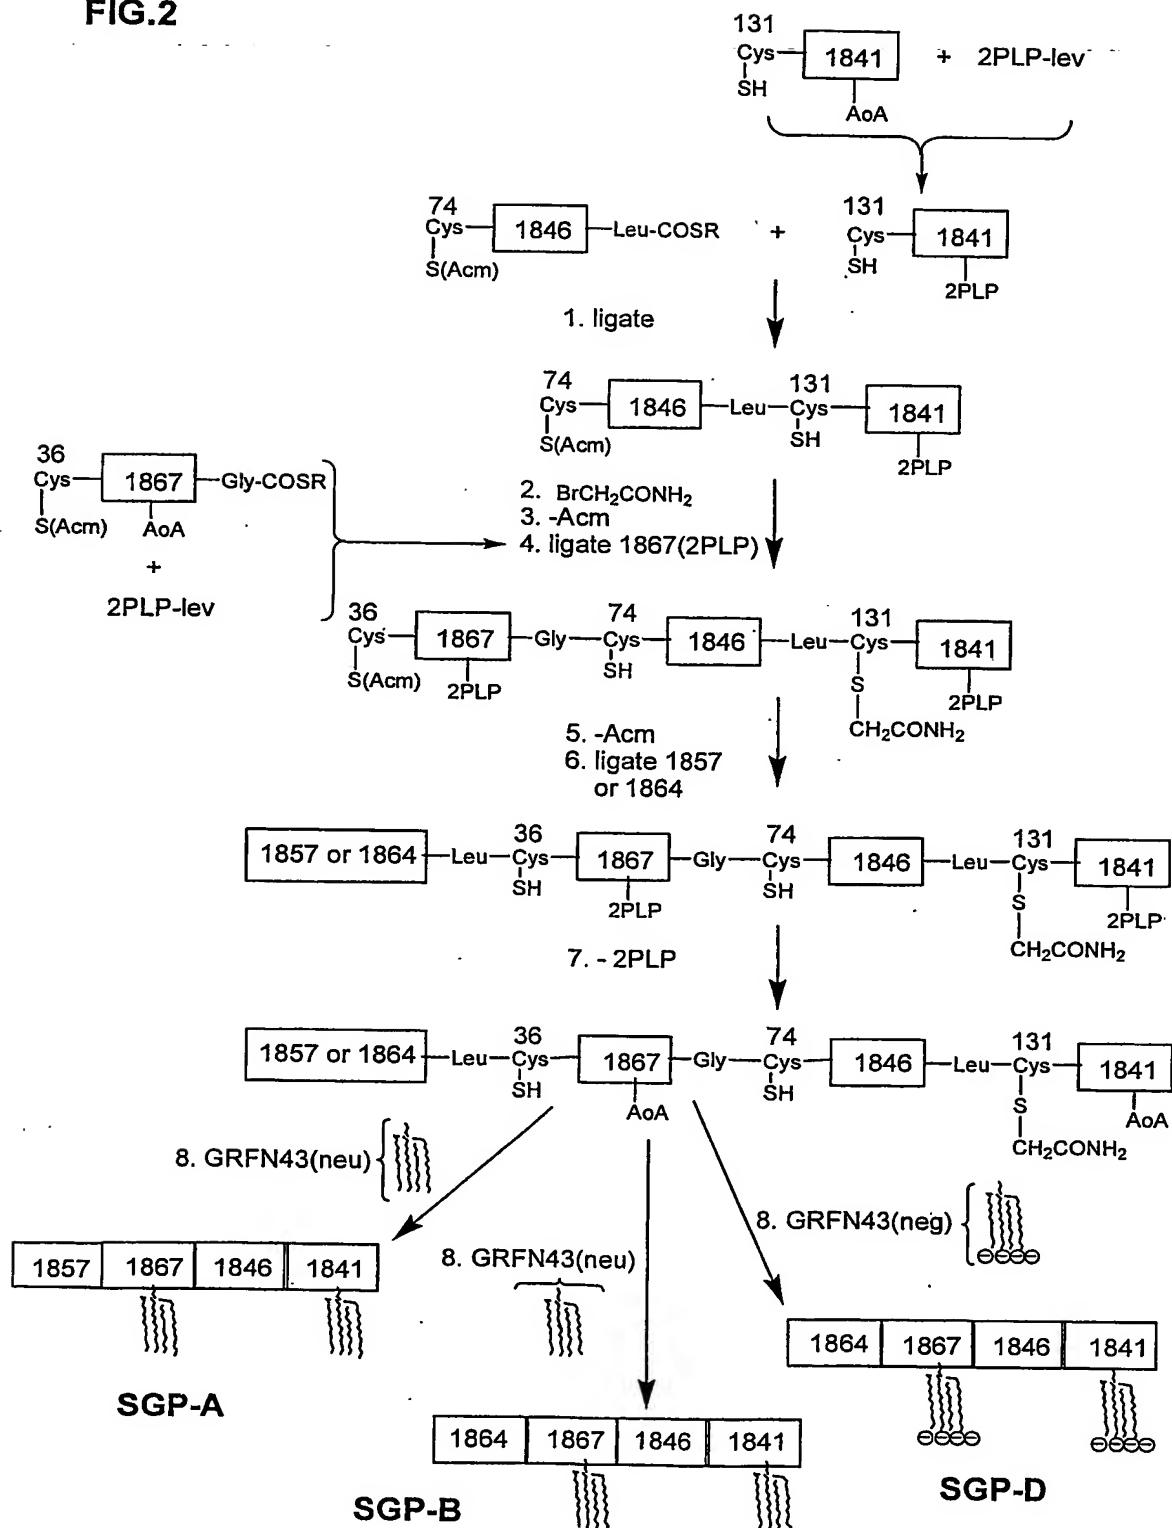 FIG.2
131
Cys 1841 + 2PLP-lev
SH
AoA
74
Cys 1846 Leu-COSR + 
S(Acm)
131
Cys 1841
SH
2PLP
1. ligate
74
Cys 1846 Leu
131
Cys 1841
S(Acm)
SH
2PLP
36
Cys 1867 Gly-COSR
S(Acm) AoA
+
2PLP-lev
2. BrCH₂CONH₂
3. -Acm
4. ligate 1867(2PLP)
36 74 131
Cys 1867 Gly Cys 1846 Leu Cys 1841
S(Acm) 2PLP SH S 2PLP
CH₂CONH₂
5. -Acm
6. ligate 1857
or 1864
36 74 131
1857 or 1864 Leu Cys 1867 Gly Cys 1846 Leu Cys 1841
SH 2PLP SH S 2PLP
CH₂CONH₂
7. - 2PLP
36 74 131
1857 or 1864 Leu Cys 1867 Gly Cys 1846 Leu Cys 1841
SH AoA SH S AoA
CH₂CONH₂
8. GRFN43(neu)
8. GRFN43(neu)
8. GRFN43(neg)
1857 1867 1846 1841
SGP-A
1864 1867 1846 1841
SGP-B
1864 1867 1846 1841
SGP-D